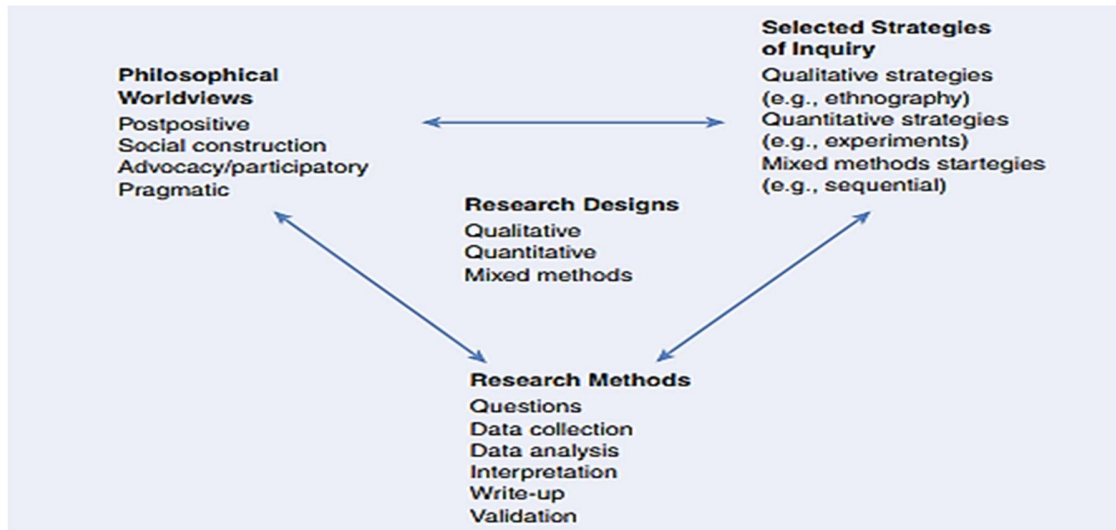 Philosophical
Worldviews
Postpositive
Social construction
Advocacy/participatory
Pragmatic
Selected Strategies
of Inquiry
Qualitative strategies
(e.g., ethnography)
Quantitative strategies
(e.g., experiments)
Mixed methods startegies
(e.g., sequential)
Research Designs
Qualitative
Quantitative
Mixed methods
Research Methods
Questions
Data collection
Data analysis
Interpretation
Write-up
Validation